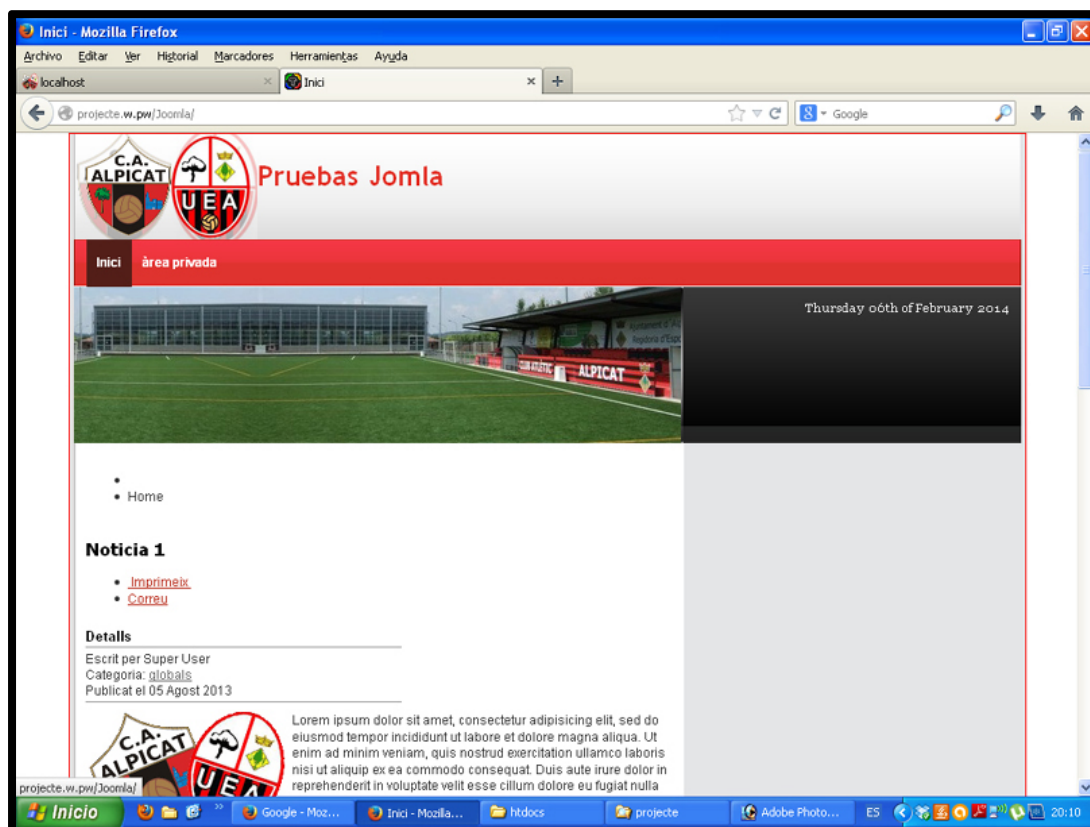 Inici - Mozilla Firefox
Archivo Editar Ver Historial Marcadores Herramientas Ayuda
localhost Inici
projecte.w.pw/Joomla/ Google
C.A. ALPICAT
UEA
Pruebas Jomla
Inici àrea privada
Thursday 06th of February 2014
CLUB ATLÈTIC ALPICAT
Home
Noticia 1
Imprimeix
Correu
Detalls
Escrit per Super User
Categoria: globals
Publicat el 05 Agost 2013
C.A. ALPICAT
UEA
Lorem ipsum dolor sit amet, consectetur adipisicing elit, sed do
eiusmod tempor incididunt ut labore et dolore magna aliqua. Ut
enim ad minim veniam, quis nostrud exercitation ullamco laboris
nisi ut aliquip ex ea commodo consequat. Duis aute irure dolor in
reprehenderit in voluptate velit esse cillum dolore eu fugiat nulla
projecte.w.pw/Joomla/
Inicio Google - Moz... Inici - Mozilla... htdocs projecte Adobe Photo... ES 20:10